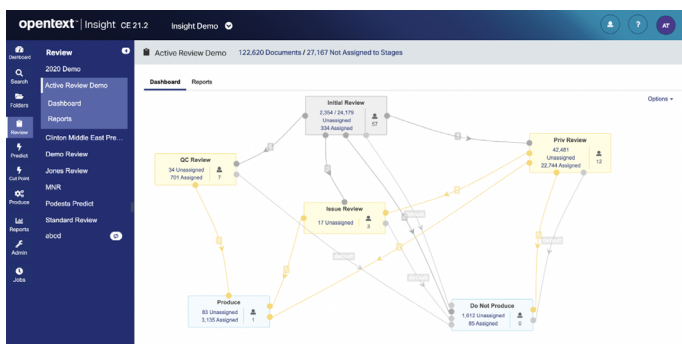 opentext™ | Insight CE 21.2
Insight Demo
?
AT
Dashboard
Search
Folders
Review
Predict
Cut Point
Produce
Reports
Admin
Jobs
Review
2020 Demo
Active Review Demo
Dashboard
Reports
Clinton Middle East Pre...
Demo Review
Jones Review
MNR
Podesta Predict
Standard Review
abcd
Active Review Demo 122,620 Documents / 27,167 Not Assigned to Stages
Dashboard Reports
Options
Initial Review
2,354 / 24,179
Unassigned
334 Assigned
57
Priv Review
42,481
Unassigned
22,744 Assigned
12
QC Review
34 Unassigned
701 Assigned
7
Issue Review
17 Unassigned
3
Produce
83 Unassigned
3,135 Assigned
1
Do Not Produce
1,612 Unassigned
85 Assigned
0